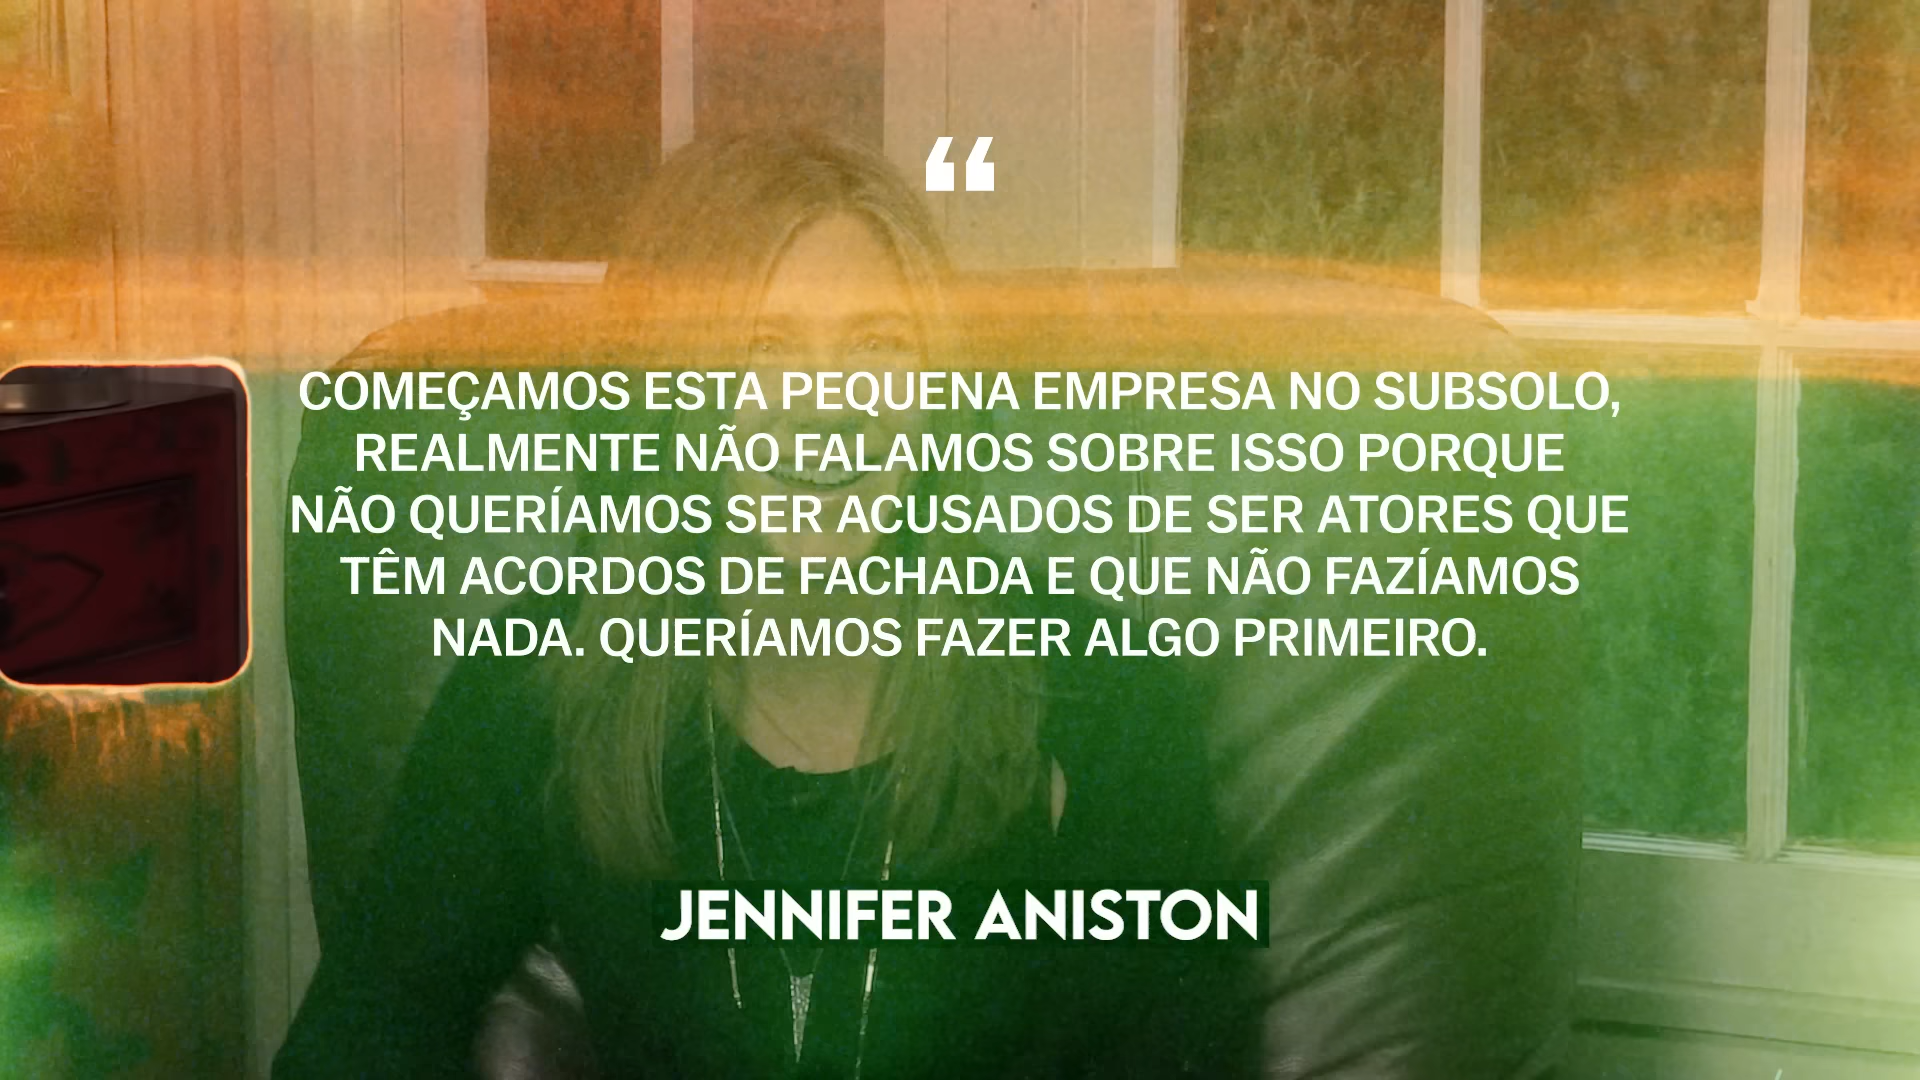 “
COMEÇAMOS ESTA PEQUENA EMPRESA NO SUBSOLO,
REALMENTE NÃO FALAMOS SOBRE ISSO PORQUE
NÃO QUERÍAMOS SER ACUSADOS DE SER ATORES QUE
TÊM ACORDOS DE FACHADA E QUE NÃO FAZÍAMOS
NADA. QUERÍAMOS FAZER ALGO PRIMEIRO.
JENNIFER ANISTON